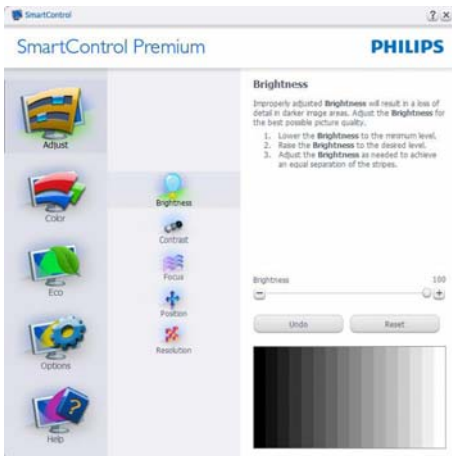 SmartControl
? ×
SmartControl Premium
PHILIPS
Adjust
Color
Eco
Options
Help
Brightness
Contrast
Focus
Position
Resolution
Brightness
Improperly adjusted Brightness will result in a loss of
detail in darker image areas. Adjust the Brightness for
the best possible picture quality.
1. Lower the Brightness to the minimum level.
2. Raise the Brightness to the desired level.
3. Adjust the Brightness as needed to achieve
an equal separation of the stripes.
Brightness 100
Undo Reset